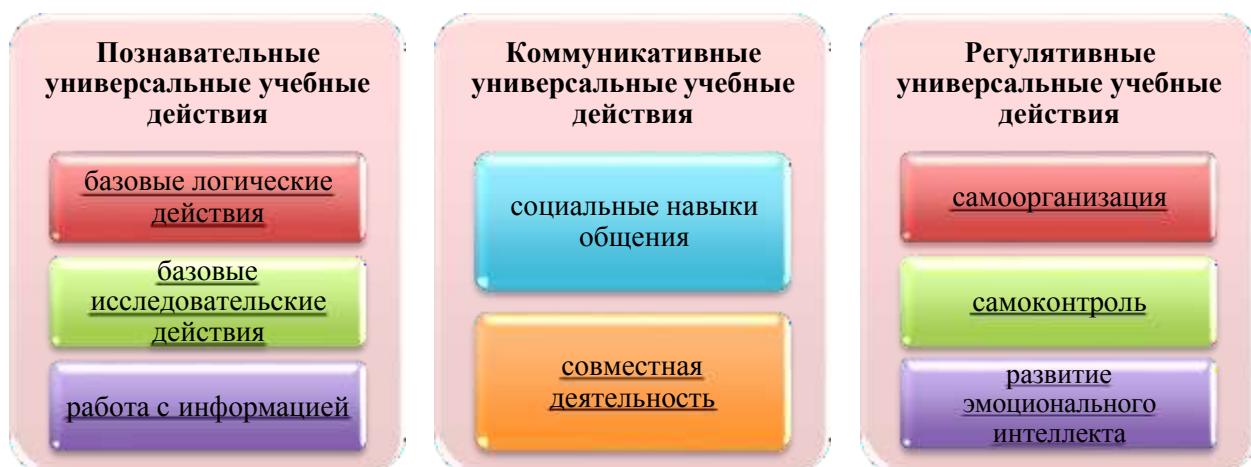 Познавательные
универсальные учебные
действия
базовые логические
действия
базовые
исследовательские
действия
работа с информацией
Коммуникативные
универсальные учебные
действия
социальные навыки
общения
совместная
деятельность
Регулятивные
универсальные учебные
действия
самоорганизация
самоконтроль
развитие
эмоционального
интеллекта